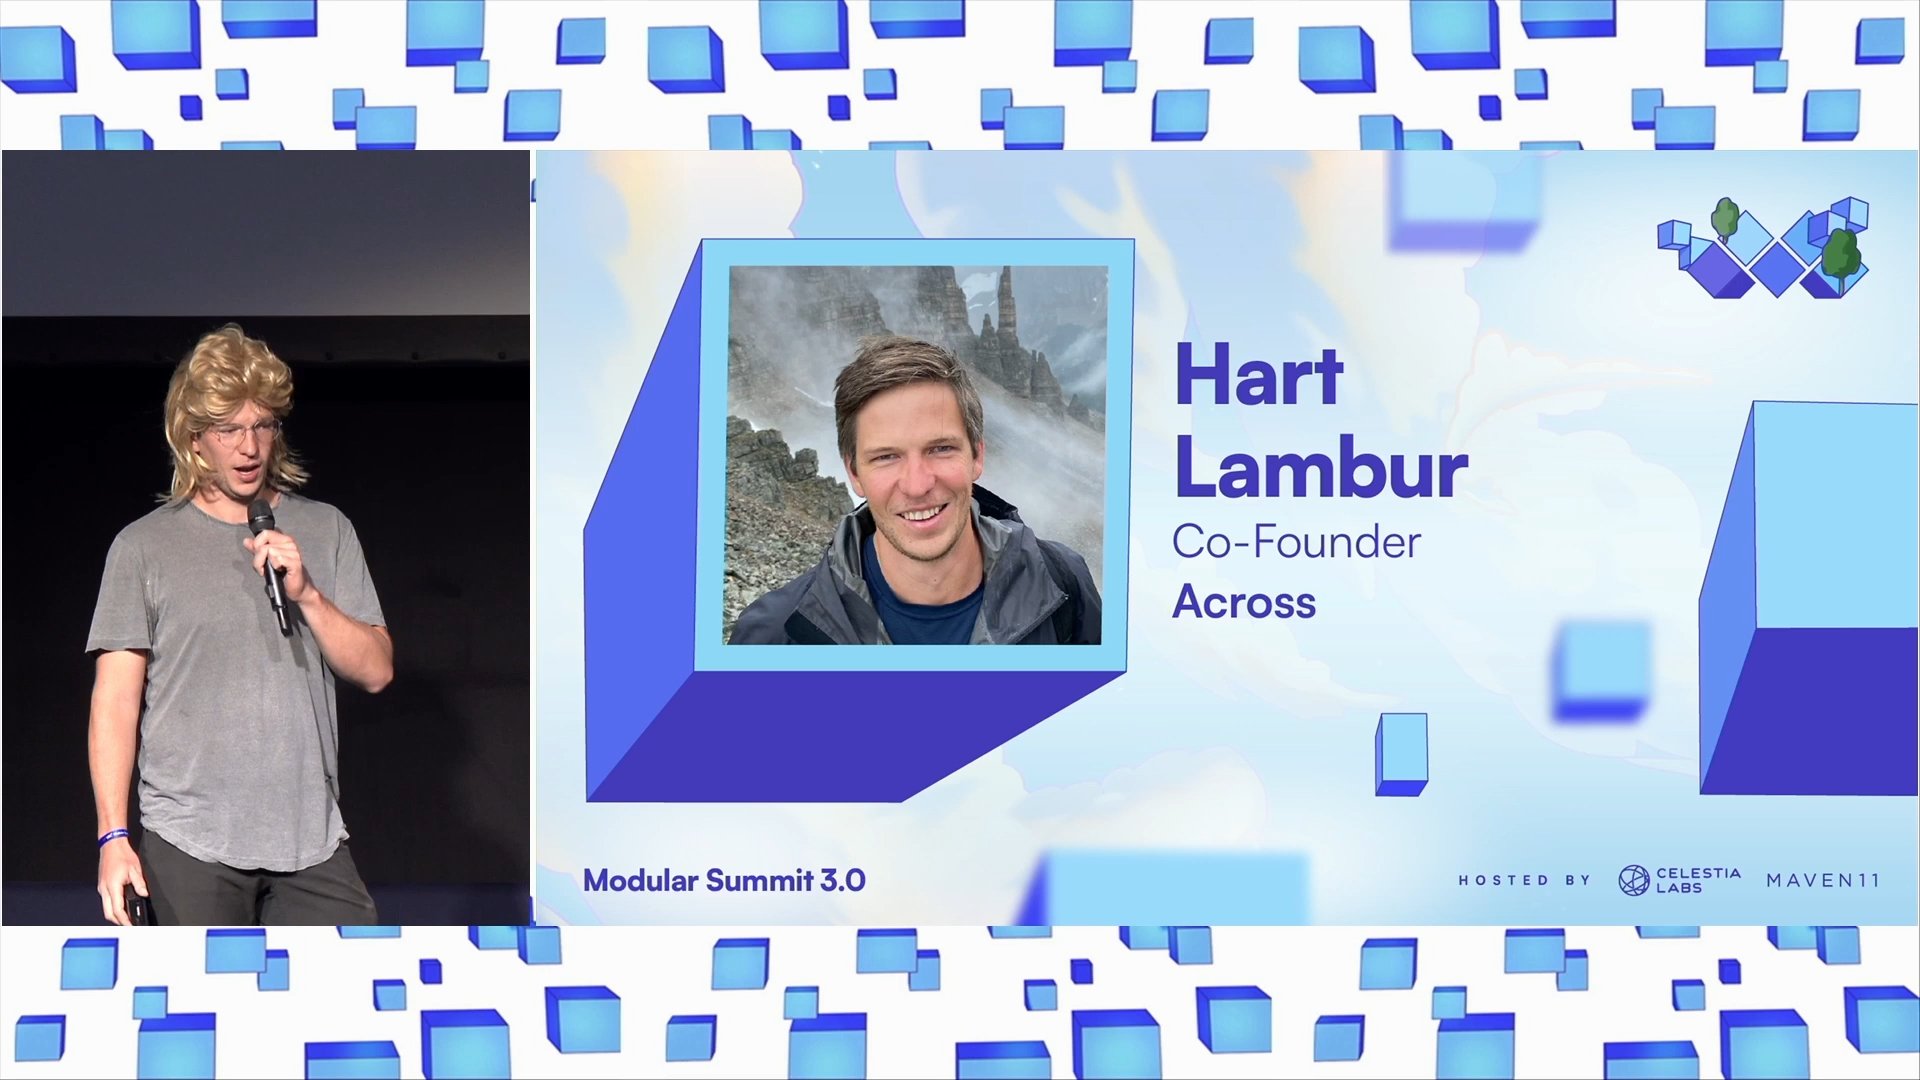 Hart
Lambur
Co-Founder
Across
Modular Summit 3.0
HOSTED BY
CELESTIA
LABS
MAVEN11